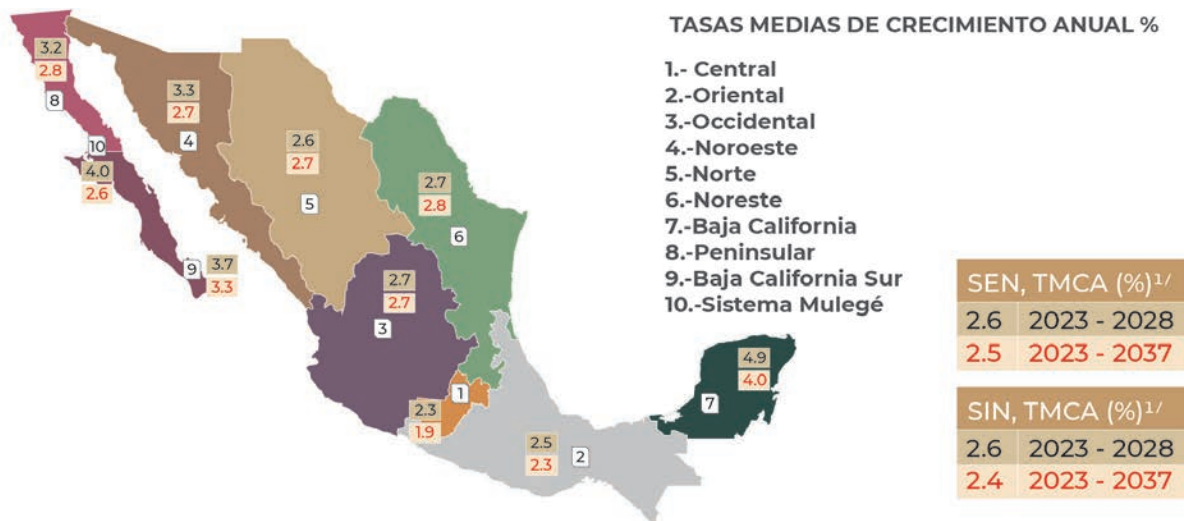 TASAS MEDIAS DE CRECIMIENTO ANUAL %
1.- Central
2.-Oriental
3.-Occidental
4.-Noroeste
5.-Norte
6.-Noreste
7.-Baja California
8.-Peninsular
9.-Baja California Sur
10.-Sistema Mulegé
3.2
2.8
8
3.3
2.7
4
10
4.0
2.6
2.6
2.7
5
2.7
2.8
6
9
3.7
3.3
2.7
2.7
3
1
2.3
1.9
2.5
2.3
2
4.9
4.0
7
SEN, TMCA (%)1/
2.6 2023 - 2028
2.5 2023 - 2037
SIN, TMCA (%)1/
2.6 2023 - 2028
2.4 2023 - 2037